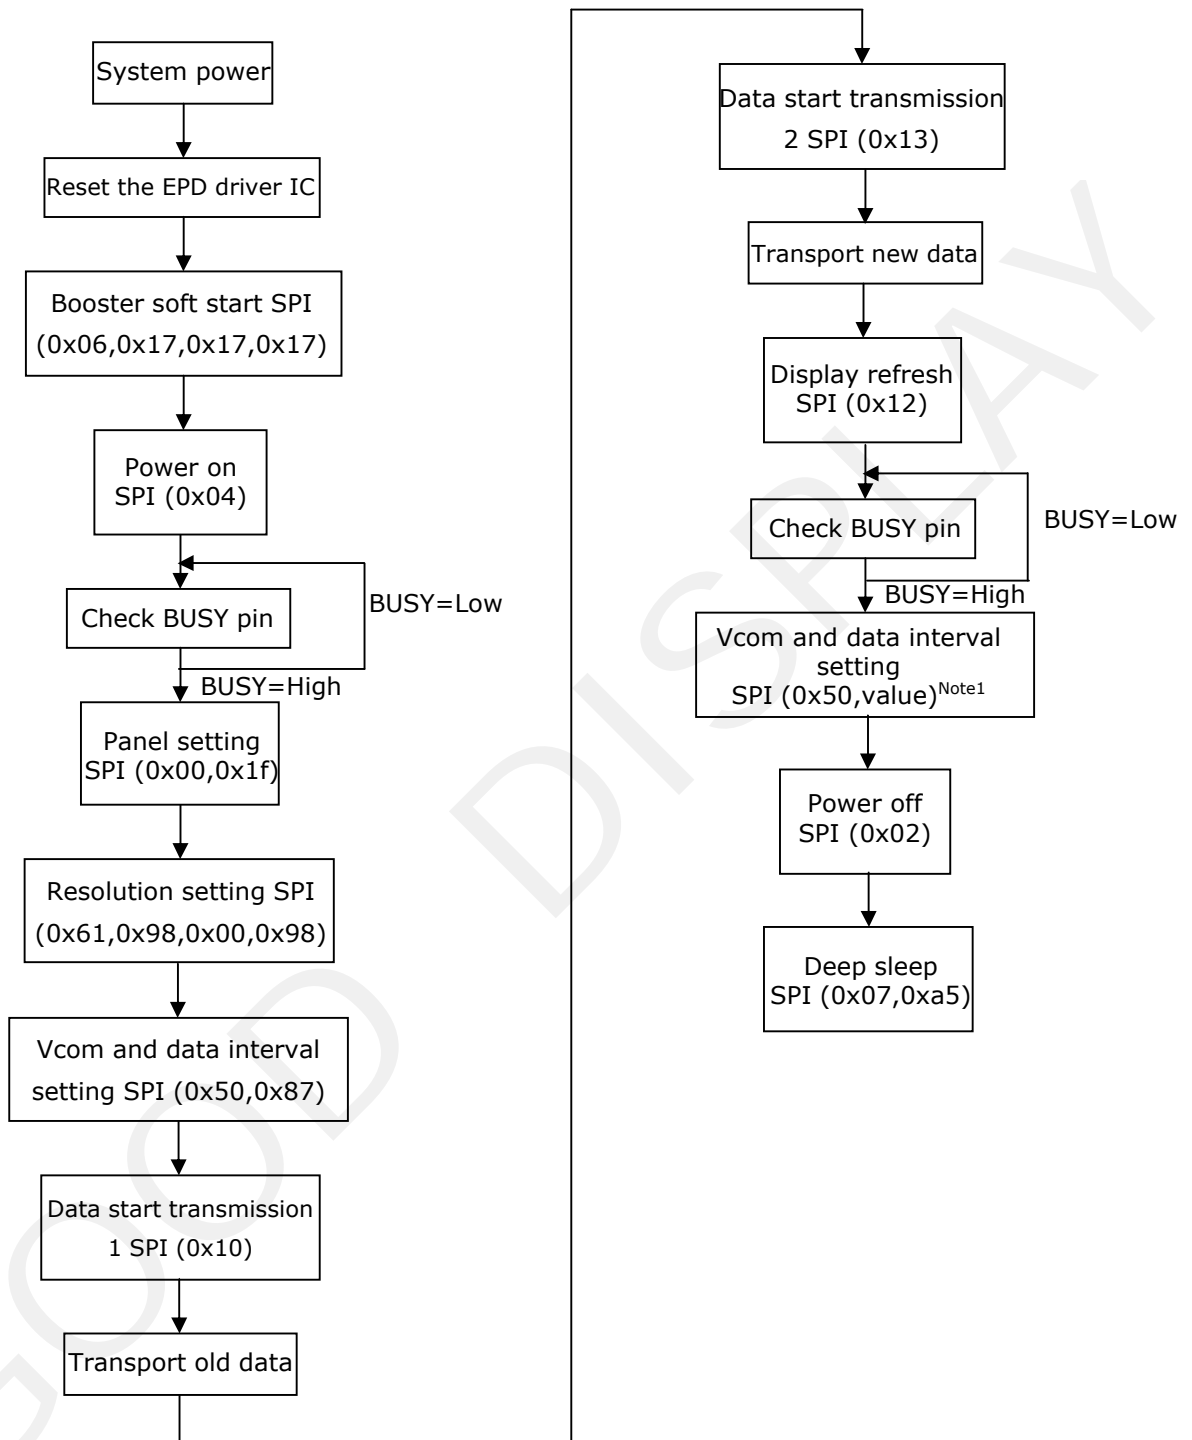 System power
Reset the EPD driver IC
Booster soft start SPI
(0x06,0x17,0x17,0x17)
Power on
SPI (0x04)
Check BUSY pin
BUSY=Low
BUSY=High
Panel setting
SPI (0x00,0x1f)
Resolution setting SPI
(0x61,0x98,0x00,0x98)
Vcom and data interval
setting SPI (0x50,0x87)
Data start transmission
1 SPI (0x10)
Transport old data
Data start transmission
2 SPI (0x13)
Transport new data
Display refresh
SPI (0x12)
Check BUSY pin
BUSY=Low
BUSY=High
Vcom and data interval
setting
SPI (0x50,value)Note1
Power off
SPI (0x02)
Deep sleep
SPI (0x07,0xa5)
GOOD DISPLAY